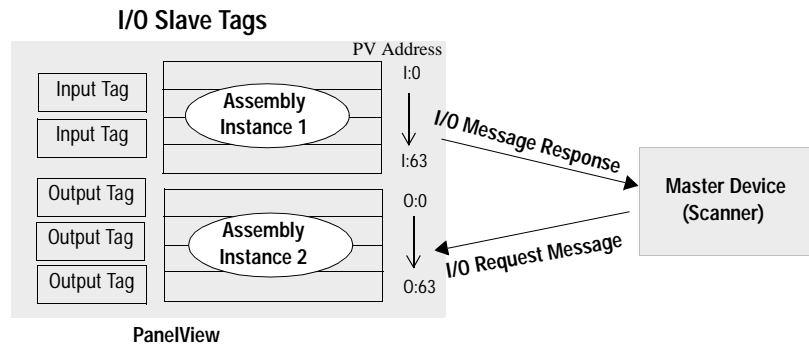 I/O Slave Tags
PV Address
Input Tag
Input Tag
Assembly
Instance 1
I:0
I:63
Output Tag
Output Tag
Output Tag
Assembly
Instance 2
O:0
O:63
I/O Message Response
I/O Request Message
Master Device
(Scanner)
PanelView